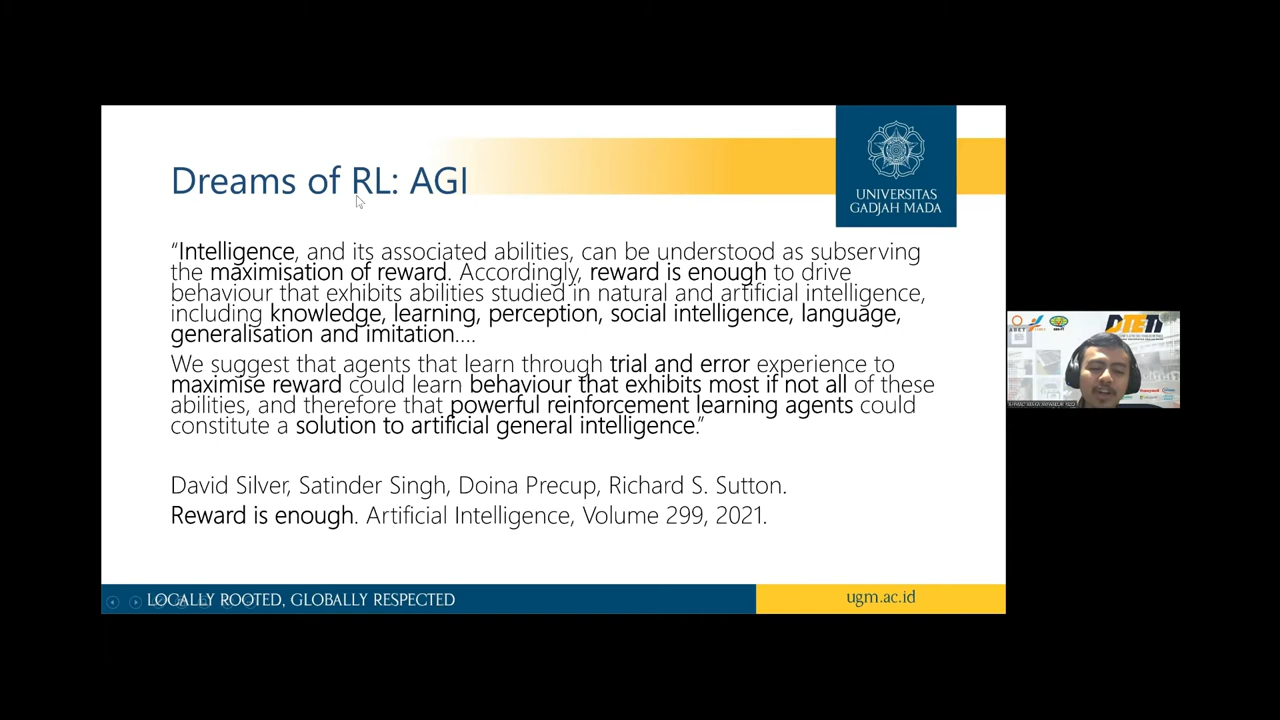 Dreams of RL: AGI
UNIVERSITAS
GADJAH MADA
“Intelligence, and its associated abilities, can be understood as subserving
the maximisation of reward. Accordingly, reward is enough to drive
behaviour that exhibits abilities studied in natural and artificial intelligence,
including knowledge, learning, perception, social intelligence, language,
generalisation and imitation....
We suggest that agents that learn through trial and error experience to
maximise reward could learn behaviour that exhibits most if not all of these
abilities, and therefore that powerful reinforcement learning agents could
constitute a solution to artificial general intelligence.”
David Silver, Satinder Singh, Doina Precup, Richard S. Sutton.
Reward is enough. Artificial Intelligence, Volume 299, 2021.
LOCALLY ROOTED, GLOBALLY RESPECTED
ugm.ac.id
ABET
DTETI